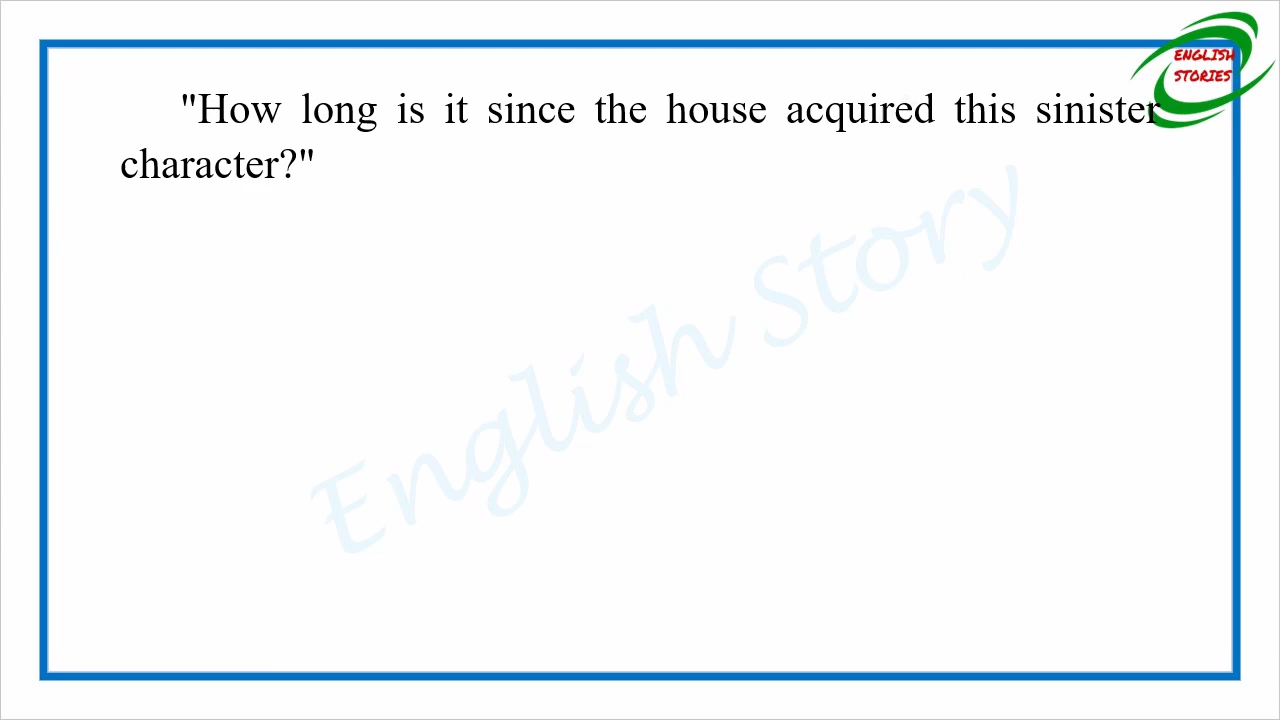 ENGLISH
STORIES
"How long is it since the house acquired this sinister
character?"
English Story